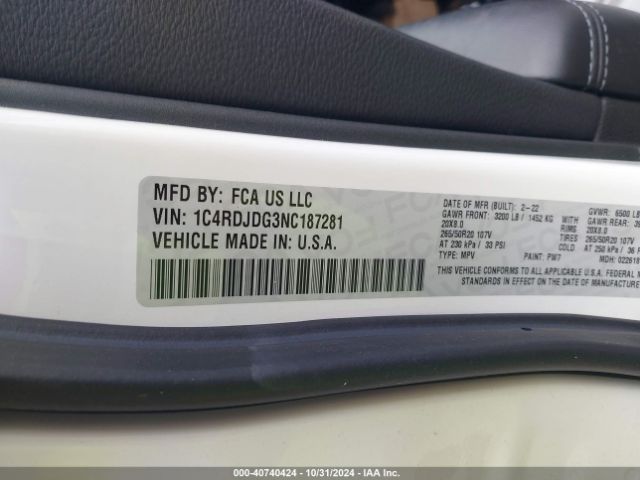 MFD BY: FCA US LLC
VIN: 1C4RDJDG3NC187281
VEHICLE MADE IN: U.S.A.
DATE OF MFR (BUILT): 2-22 GVWR: 6500 LB
GAWR FRONT: 3200 LB / 1452 KG WITH GAWR REAR: 39
20X8.0 RIMS 20X8.0
265/50R20 107V TIRES 265/50R20 107V
AT 230 kPa / 33 PSI COLD AT 250 kPa / 36 P
TYPE: MPV PAINT: PW7 MDH: 022618
THIS VEHICLE CONFORMS TO ALL APPLICABLE U.S.A. FEDERAL M
STANDARDS IN EFFECT ON THE DATE OF
000-40740424 - 10/31/2024 - IAA Inc.